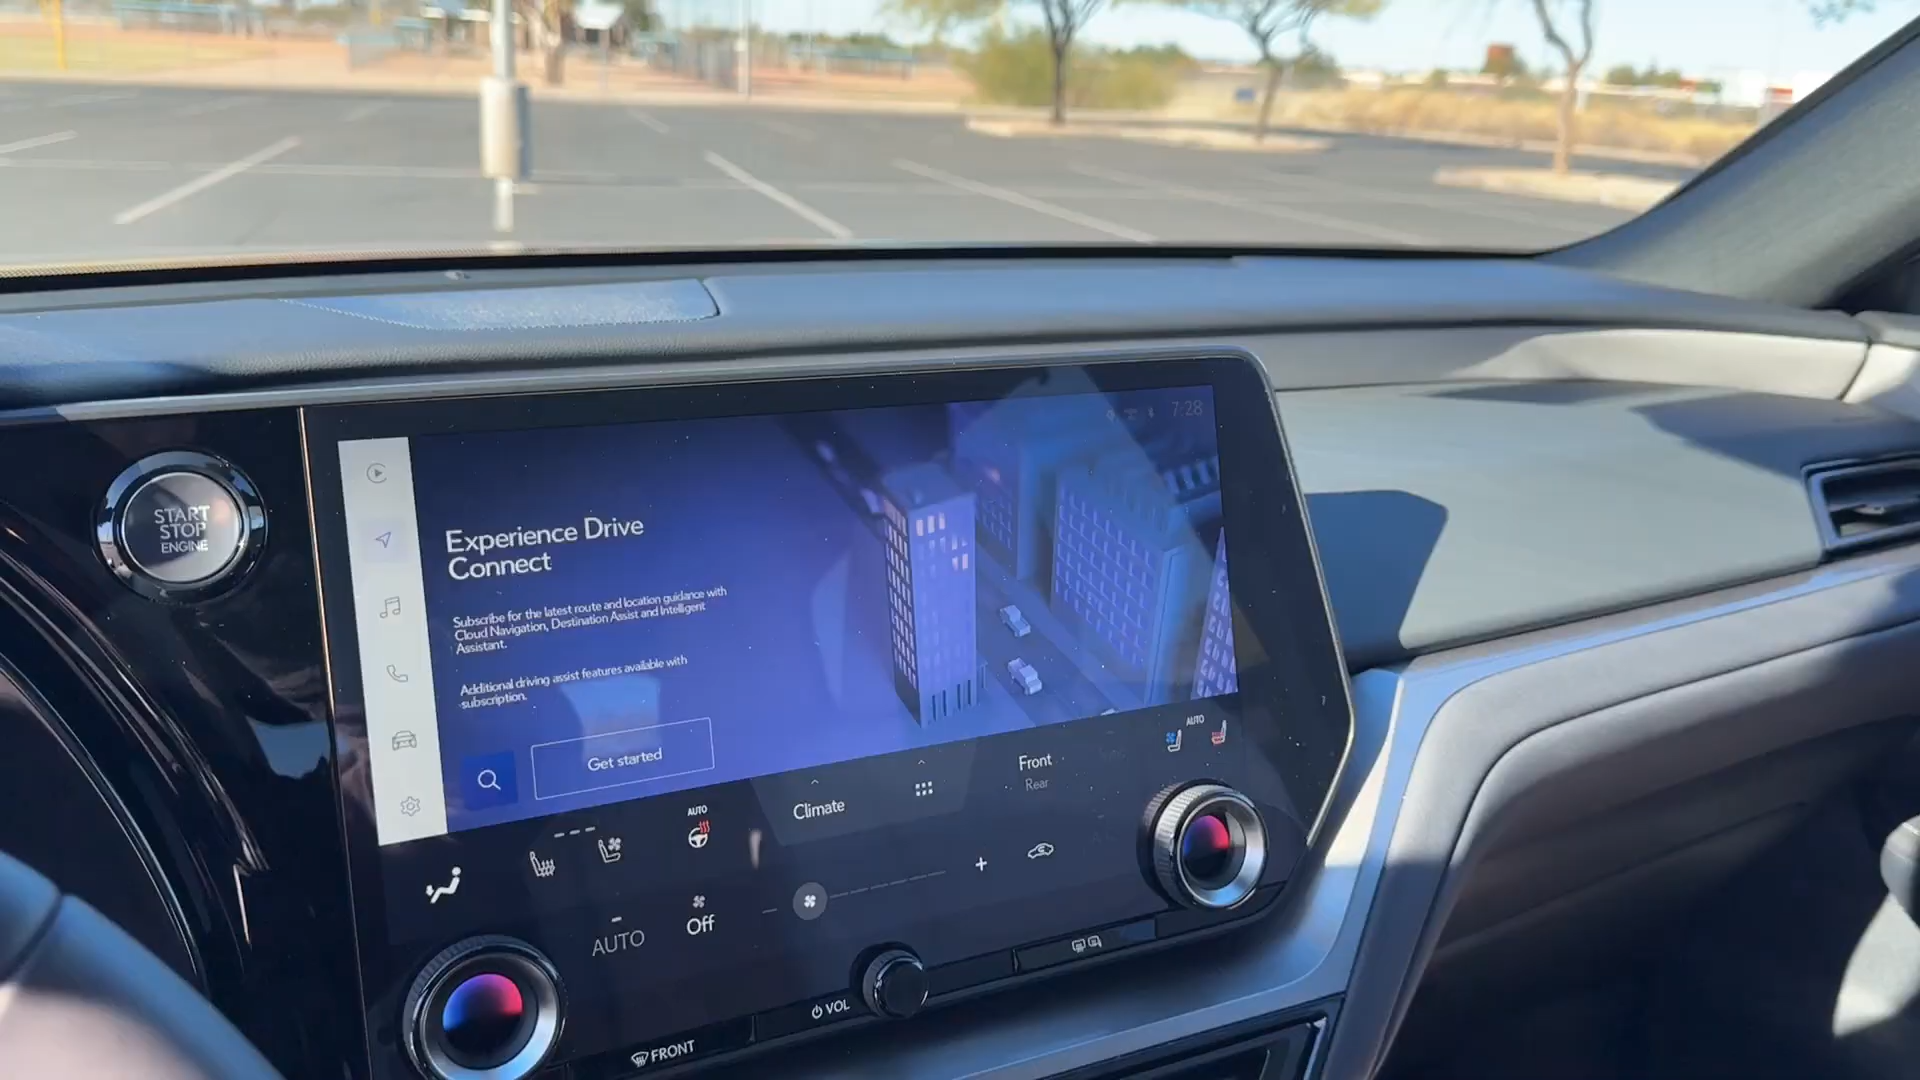 START
STOP
ENGINE
7:28
Experience Drive
Connect
Subscribe for the latest route and location guidance with
Cloud Navigation, Destination Assist and Intelligent
Assistant.
Additional driving assist features available with
subscription.
Get started
AUTO
Climate
Front
Rear
AUTO
AUTO
Off
VOL
FRONT